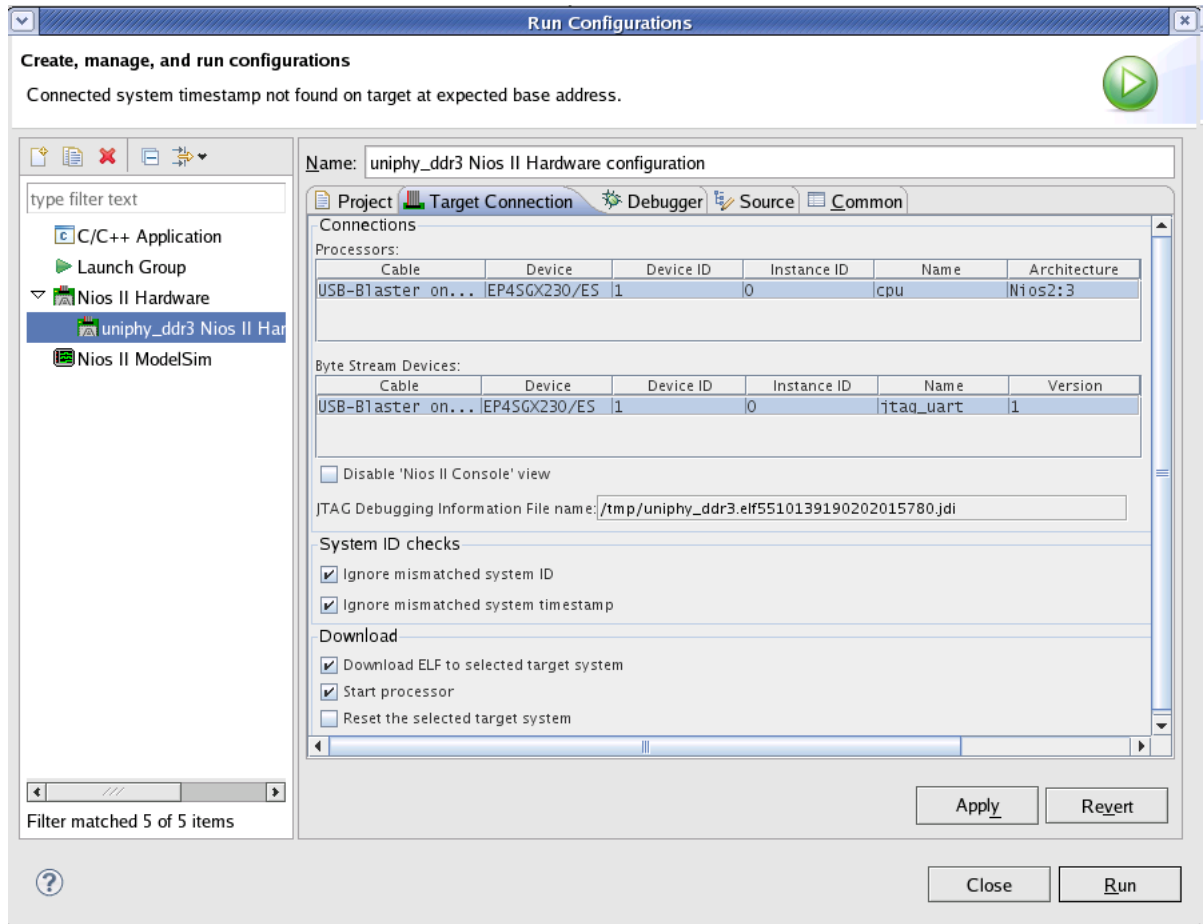 Run Configurations
Create, manage, and run configurations
Connected system timestamp not found on target at expected base address.
type filter text
C/C++ Application
Launch Group
Nios II Hardware
uniphy_ddr3 Nios II Har
Nios II ModelSim
Filter matched 5 of 5 items
Name: uniphy_ddr3 Nios II Hardware configuration
Project Target Connection Debugger Source Common
Connections
Processors:
Cable Device Device ID Instance ID Name Architecture
USB-Blaster on... EP4SGX230/ES 1 0 cpu Nios2:3
Byte Stream Devices:
Cable Device Device ID Instance ID Name Version
USB-Blaster on... EP4SGX230/ES 1 0 jtag_uart 1
Disable 'Nios II Console' view
JTAG Debugging Information File name: /tmp/uniphy_ddr3.elf5510139190202015780.jdi
System ID checks
Ignore mismatched system ID
Ignore mismatched system timestamp
Download
Download ELF to selected target system
Start processor
Reset the selected target system
Apply Revert
Close Run